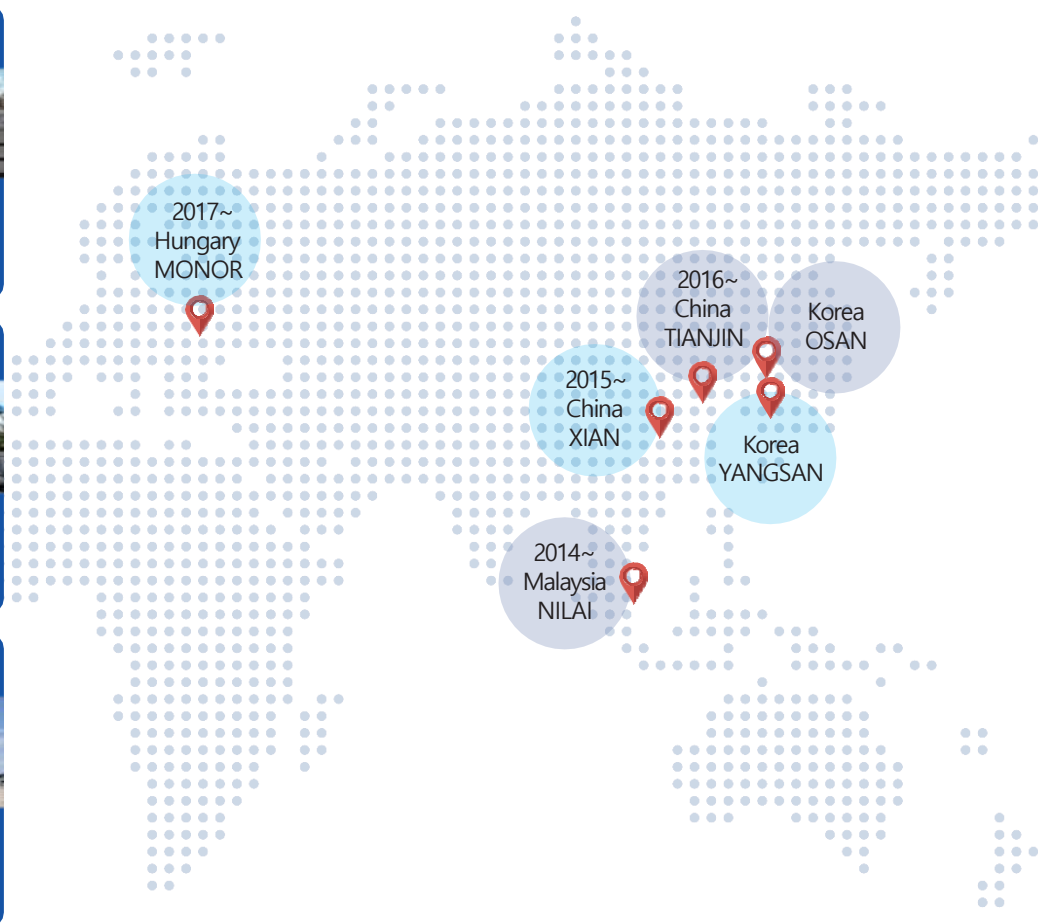 2017~
Hungary
MONOR
2016~
China
TIANJIN
Korea
OSAN
2015~
China
XIAN
Korea
YANGSAN
2014~
Malaysia
NILAI